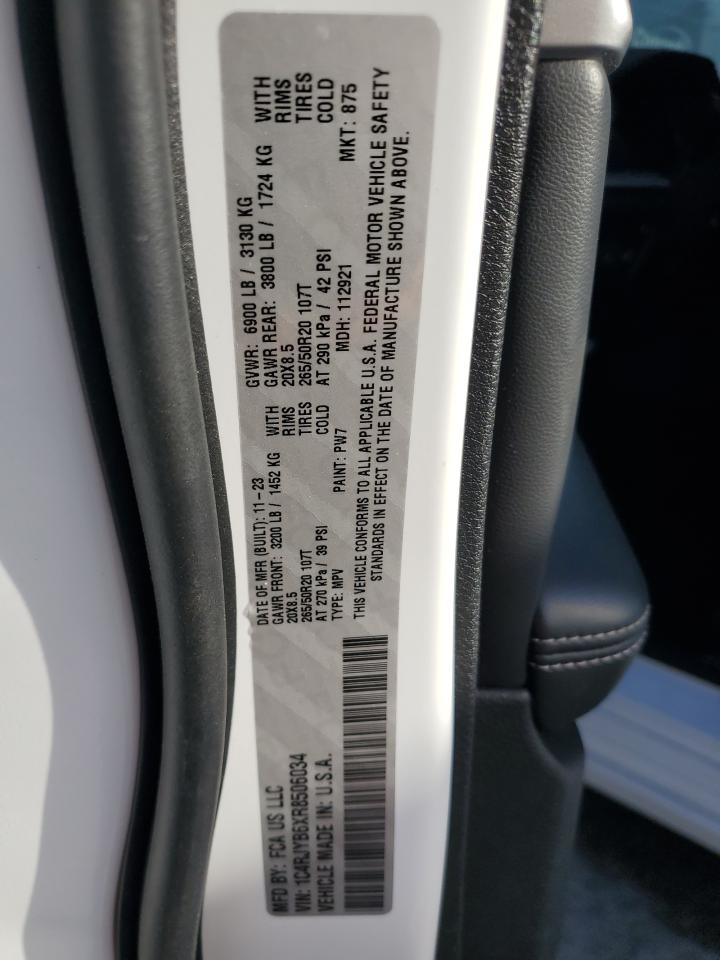 MFD BY: FCA US LLC
VIN: 1C4RJYB6XR8506034
VEHICLE MADE IN: U.S.A.
DATE OF MFR (BUILT): 11-23
GAWR FRONT: 3200 LB / 1452 KG WITH
20X8.5 RIMS
265/50R20 107T TIRES
AT 270 kPa / 39 PSI COLD
TYPE: MPV PAINT: PW7
GVWR: 6900 LB / 3130 KG
GAWR REAR: 3800 LB / 1724 KG WITH
20X8.5 RIMS
265/50R20 107T TIRES
AT 290 kPa / 42 PSI COLD
MDH: 112921 MKT: 875
THIS VEHICLE CONFORMS TO ALL APPLICABLE U.S.A. FEDERAL MOTOR VEHICLE SAFETY
STANDARDS IN EFFECT ON THE DATE OF MANUFACTURE SHOWN ABOVE.